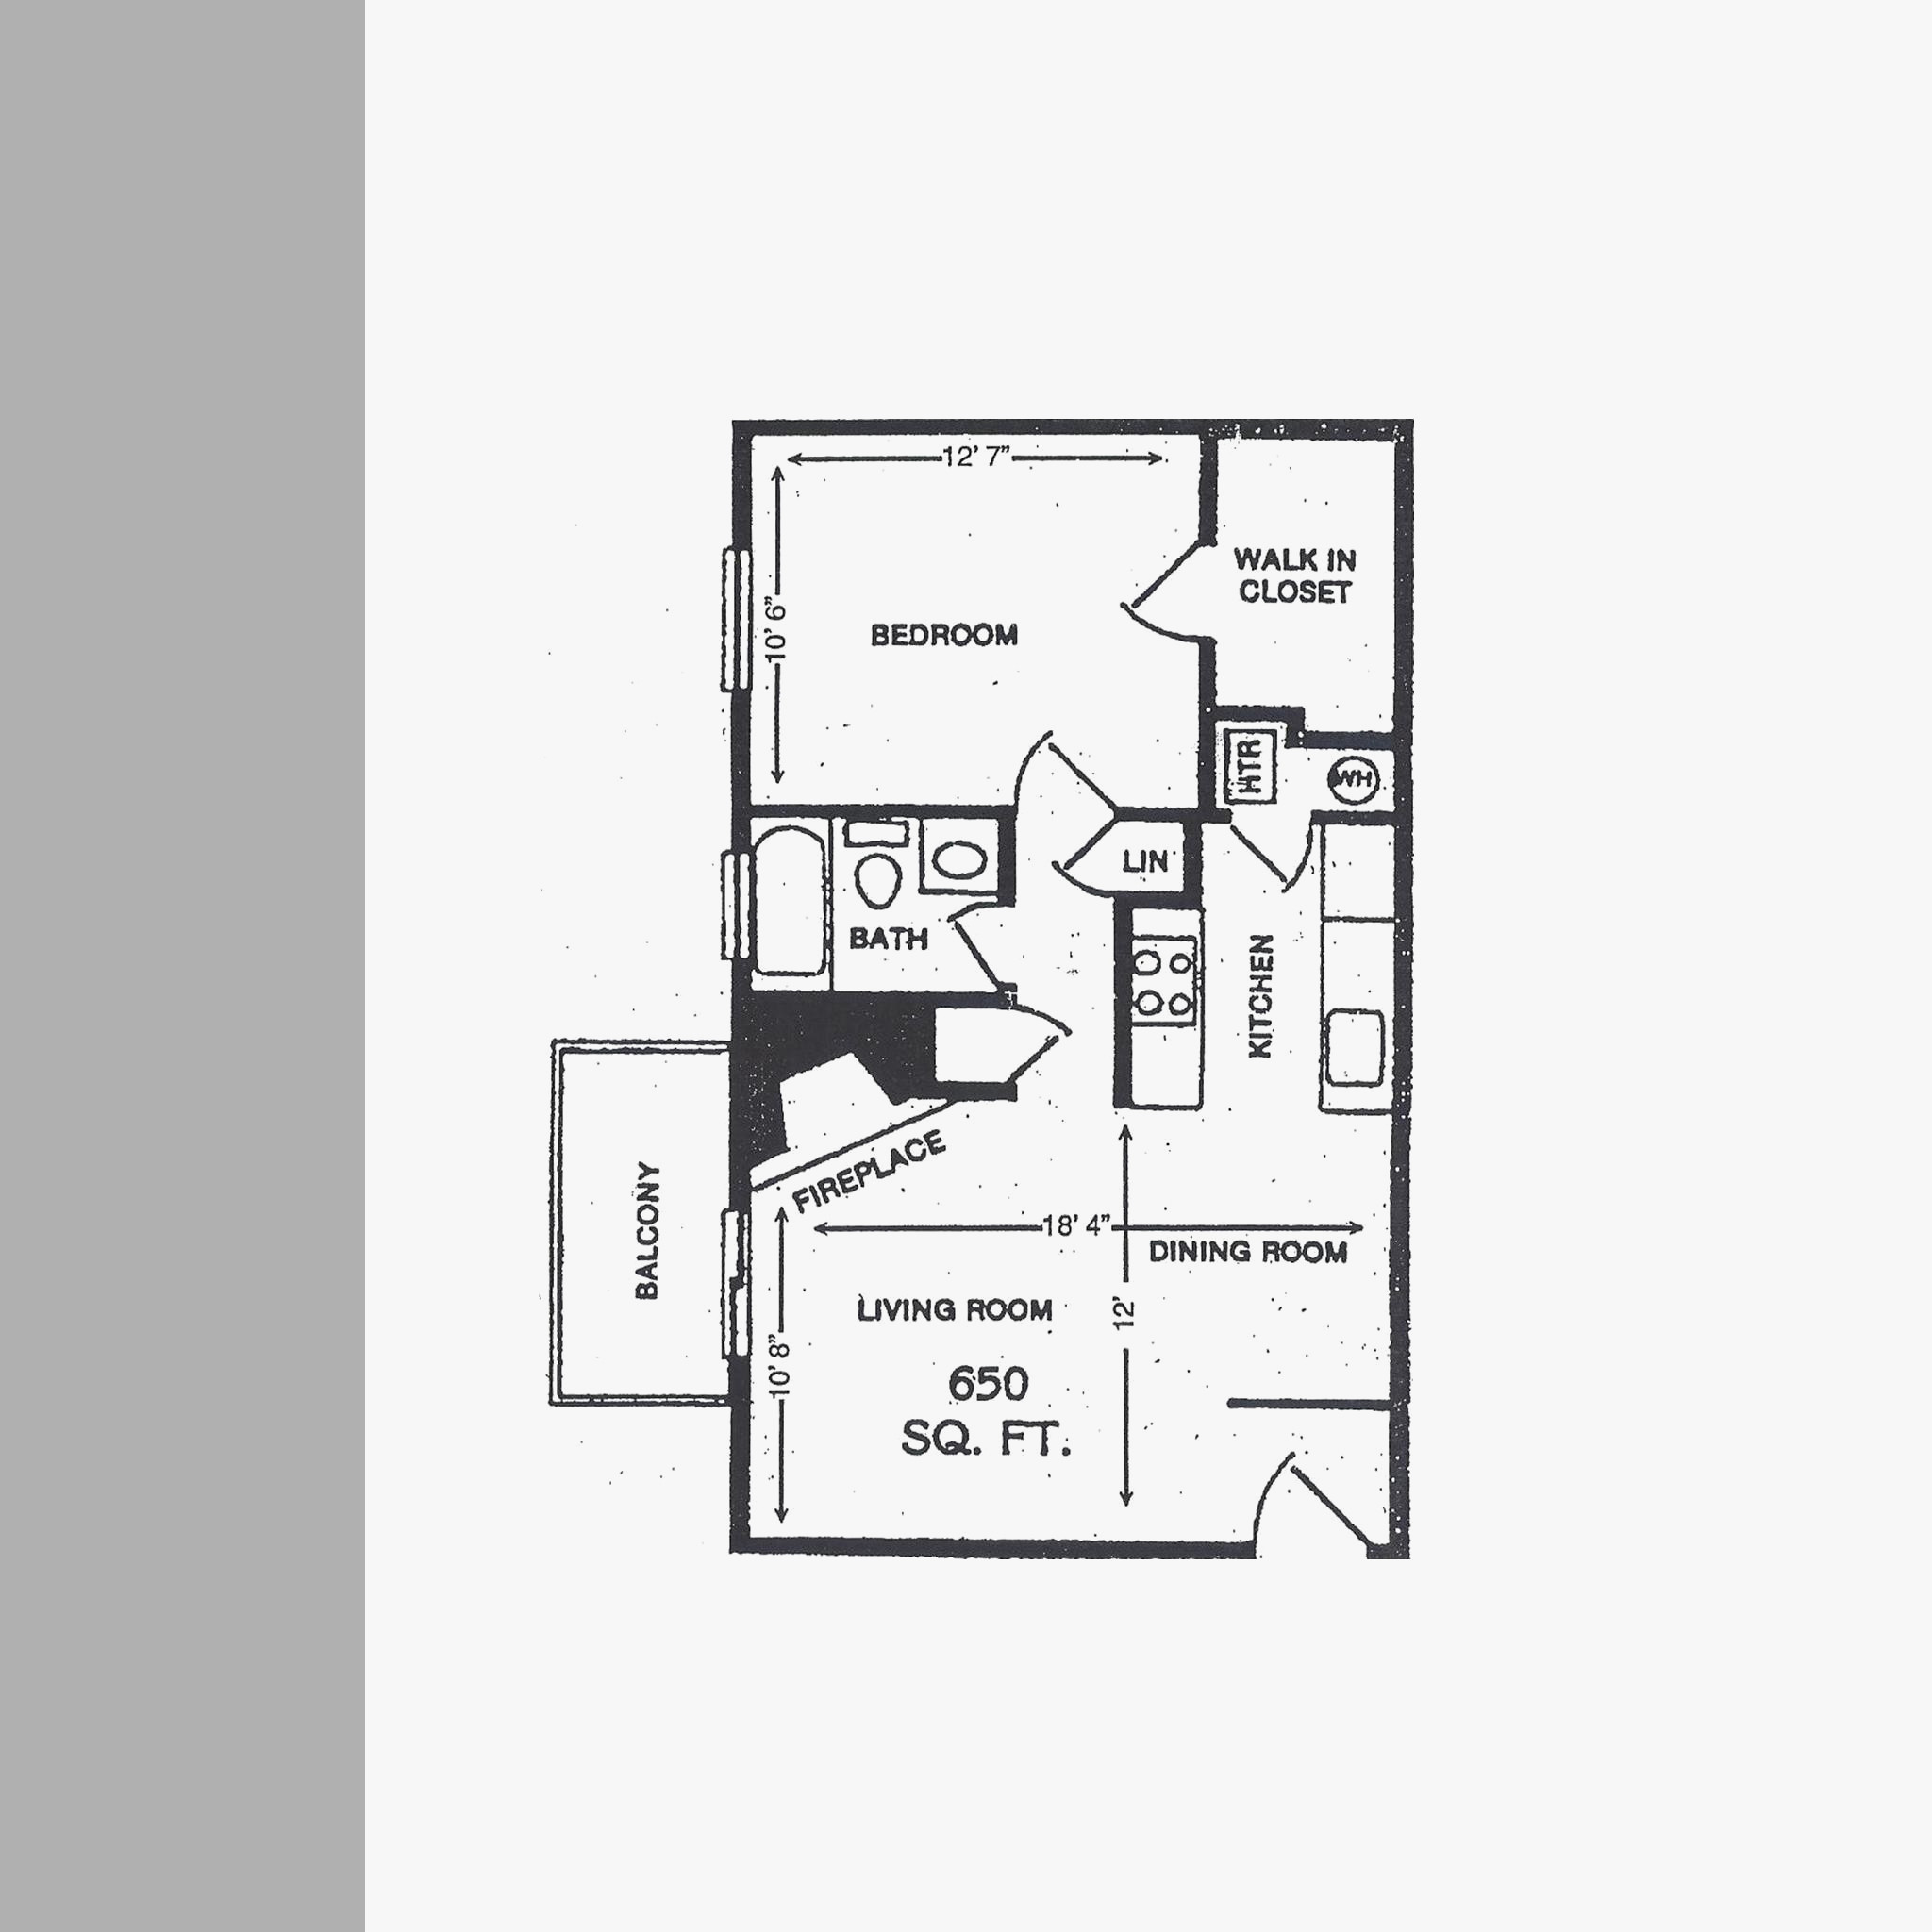 12' 7"
WALK IN
CLOSET
10' 6"
BEDROOM
HTR
WH
LIN
BATH
KITCHEN
FIREPLACE
BALCONY
18' 4"
DINING ROOM
LIVING ROOM
12'
10' 8"
650
SQ. FT.